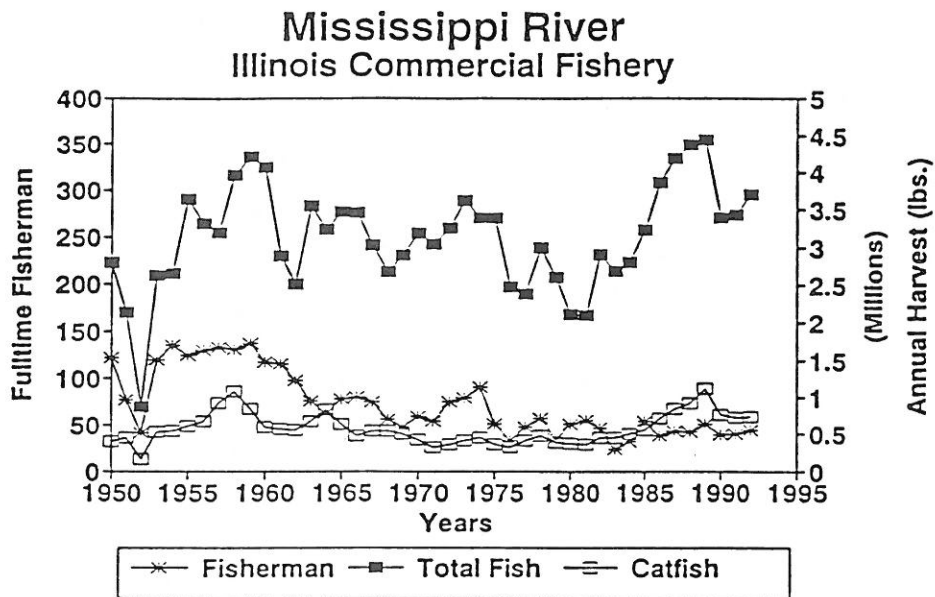 Mississippi River
Illinois Commercial Fishery
Fulltime Fisherman
400
350
300
250
200
150
100
50
0
5
4.5
4
3.5
3
2.5
2
1.5
1
0.5
0
(Millions)
Annual Harvest (lbs.)
1950 1955 1960 1965 1970 1975 1980 1985 1990 1995
Years
Fisherman Total Fish Catfish